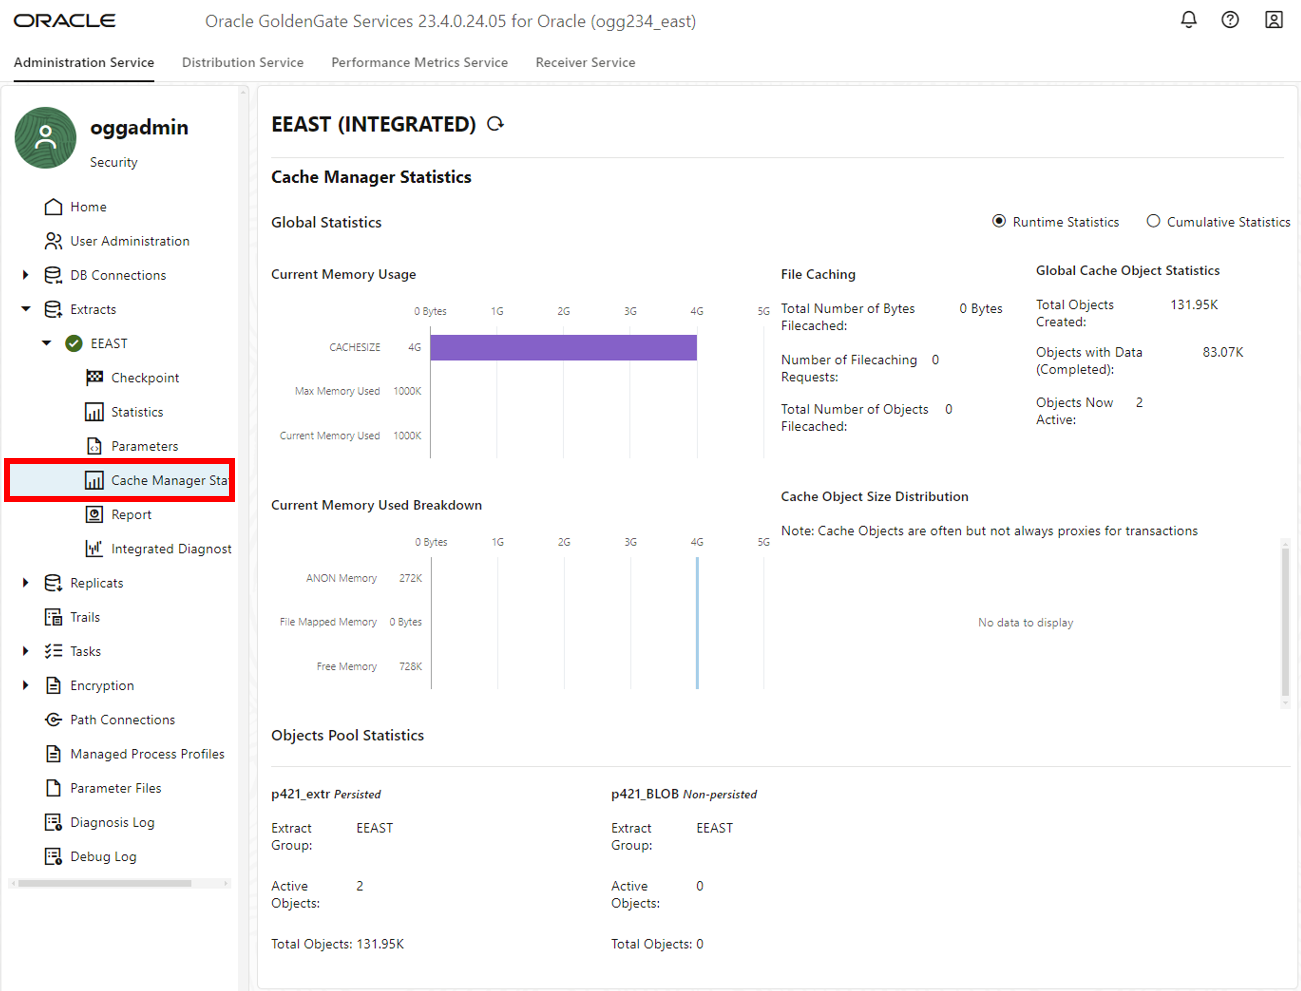 ORACLE
Oracle GoldenGate Services 23.4.0.24.05 for Oracle (ogg234_east)
Administration Service
Distribution Service
Performance Metrics Service
Receiver Service
oggadmin
Security
Home
User Administration
DB Connections
Extracts
EEAST
Checkpoint
Statistics
Parameters
Cache Manager Sta
Report
Integrated Diagnost
Replicats
Trails
Tasks
Encryption
Path Connections
Managed Process Profiles
Parameter Files
Diagnosis Log
Debug Log
EEAST (INTEGRATED)
Cache Manager Statistics
Global Statistics
Runtime Statistics
Cumulative Statistics
Current Memory Usage
0 Bytes 1G 2G 3G 4G 5G
CACHESIZE 4G
Max Memory Used 1000K
Current Memory Used 1000K
File Caching
Total Number of Bytes 0 Bytes
Filecached:
Number of Filecaching 0
Requests:
Total Number of Objects 0
Filecached:
Global Cache Object Statistics
Total Objects 131.95K
Created:
Objects with Data 83.07K
(Completed):
Objects Now 2
Active:
Current Memory Used Breakdown
0 Bytes 1G 2G 3G 4G 5G
ANON Memory 272K
File Mapped Memory 0 Bytes
Free Memory 728K
Cache Object Size Distribution
Note: Cache Objects are often but not always proxies for transactions
No data to display
Objects Pool Statistics
p421_extr Persisted
Extract EEAST
Group:
Active 2
Objects:
Total Objects: 131.95K
p421_BLOB Non-persisted
Extract EEAST
Group:
Active 0
Objects:
Total Objects: 0